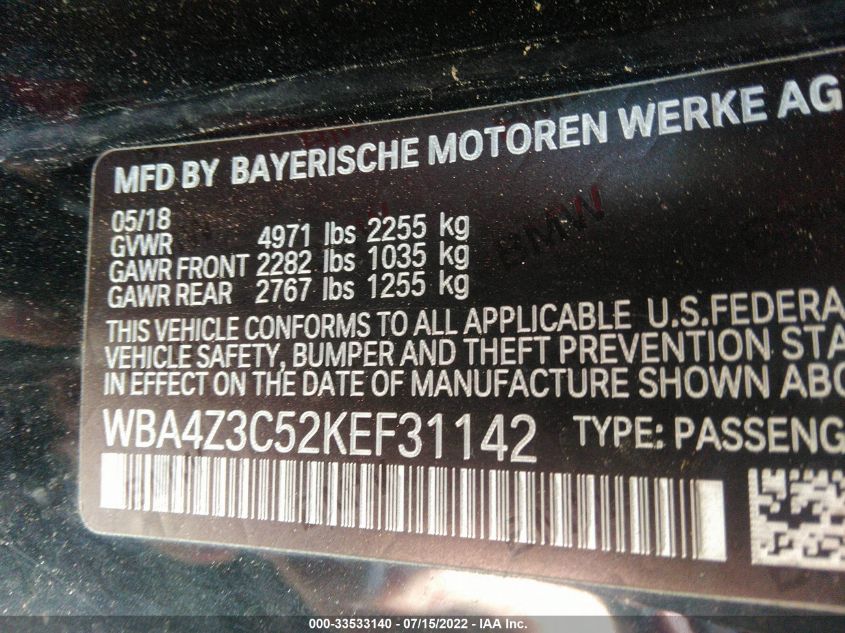 MFD BY BAYERISCHE MOTOREN WERKE AG
05/18
GVWR 4971 lbs 2255 kg
GAWR FRONT 2282 lbs 1035 kg
GAWR REAR 2767 lbs 1255 kg
THIS VEHICLE CONFORMS TO ALL APPLICABLE U.S.FEDERA
VEHICLE SAFETY, BUMPER AND THEFT PREVENTION STA
IN EFFECT ON THE DATE OF MANUFACTURE SHOWN ABO
WBA4Z3C52KEF31142 TYPE: PASSENG
000-33533140 - 07/15/2022 - IAA Inc.